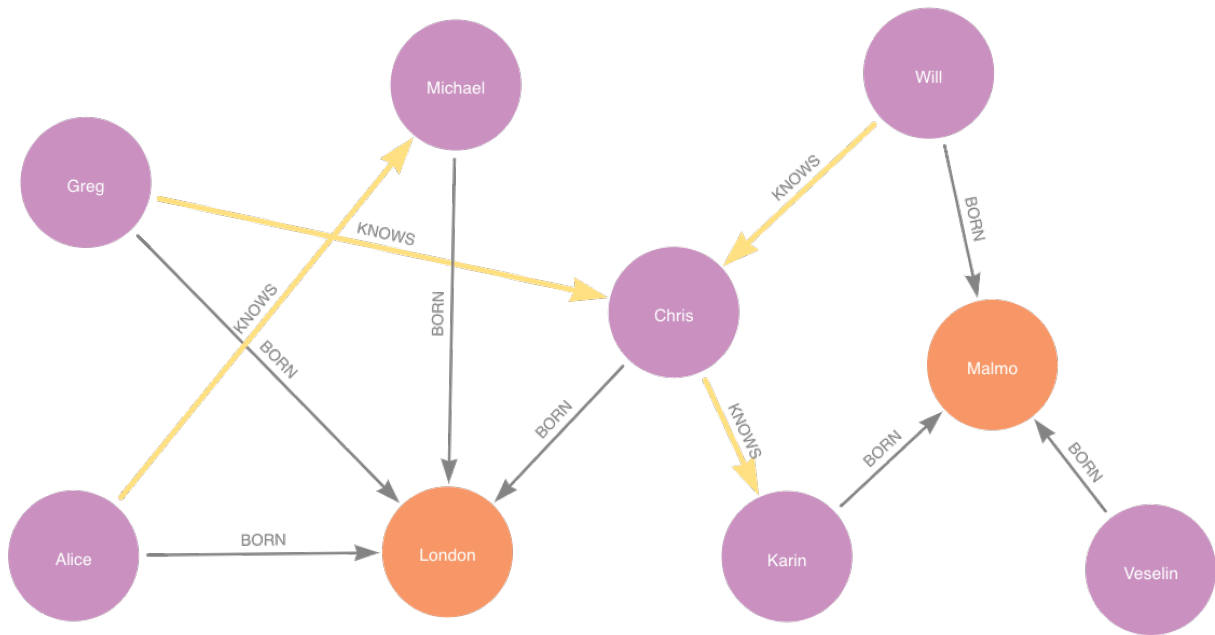 Michael
Will
Greg
KNOWS
KNOWS
BORN
KNOWS
BORN
BORN
Chris
Malmo
BORN
KNOWS
BORN
BORN
Alice
BORN
London
Karin
Veselin